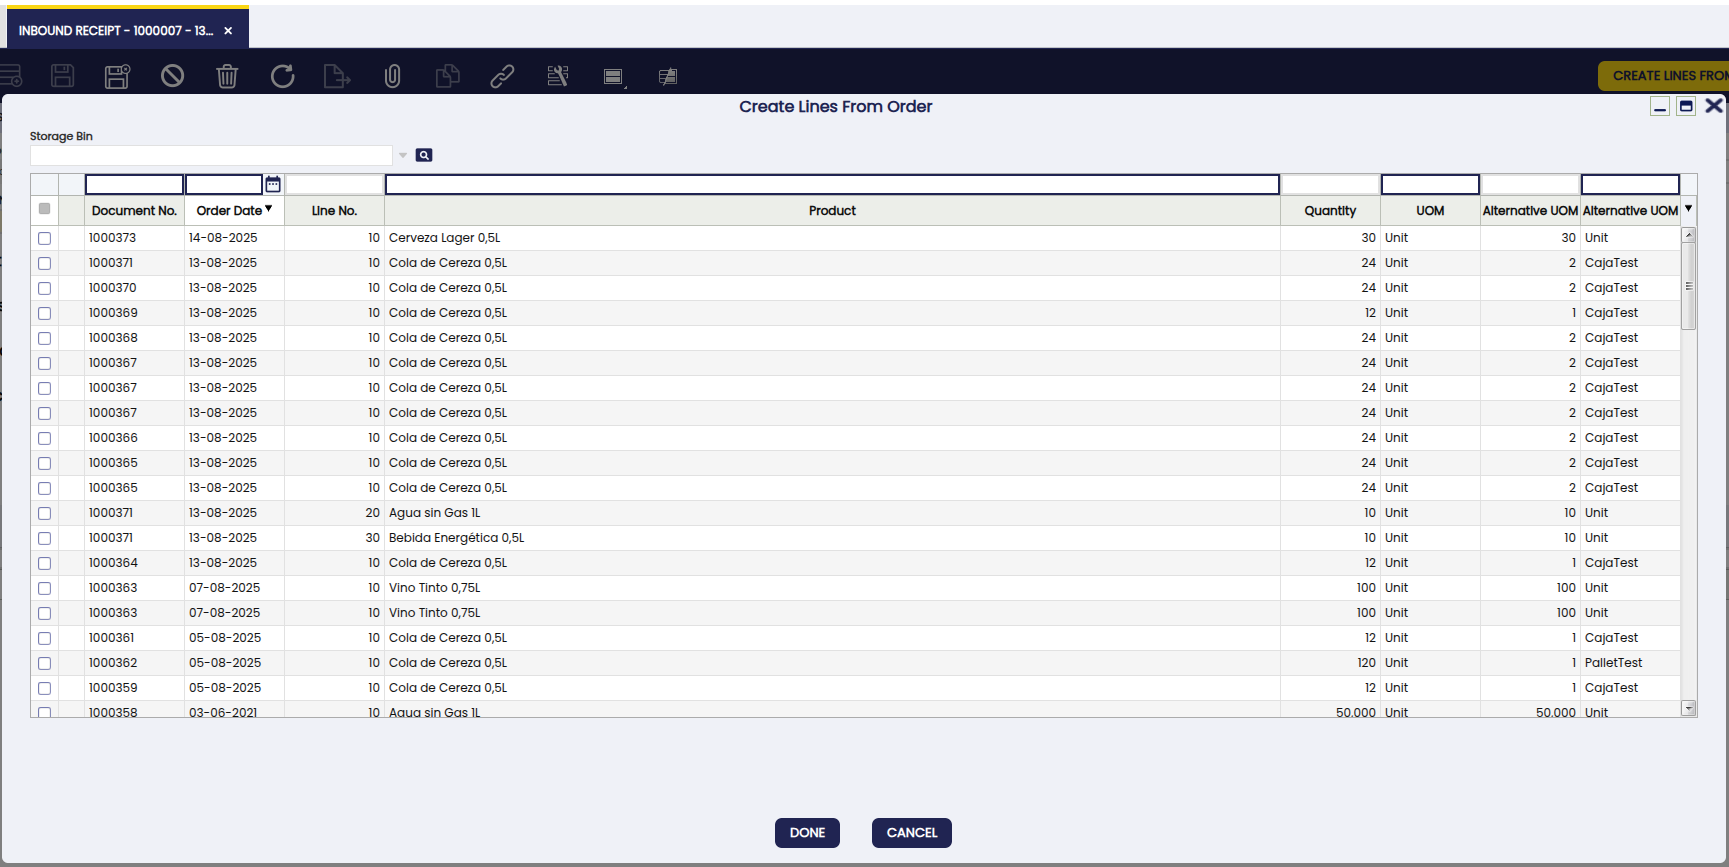 INBOUND RECEIPT - 1000007 - 13... ×
CREATE LINES FROM
Create Lines From Order
Storage Bin
Document No. Order Date Line No. Product Quantity UOM Alternative UOM Alternative UOM
1000373 14-08-2025 10 Cerveza Lager 0,5L 30 Unit 30 Unit
1000371 13-08-2025 10 Cola de Cereza 0,5L 24 Unit 2 CajaTest
1000370 13-08-2025 10 Cola de Cereza 0,5L 24 Unit 2 CajaTest
1000369 13-08-2025 10 Cola de Cereza 0,5L 12 Unit 1 CajaTest
1000368 13-08-2025 10 Cola de Cereza 0,5L 24 Unit 2 CajaTest
1000367 13-08-2025 10 Cola de Cereza 0,5L 24 Unit 2 CajaTest
1000367 13-08-2025 10 Cola de Cereza 0,5L 24 Unit 2 CajaTest
1000367 13-08-2025 10 Cola de Cereza 0,5L 24 Unit 2 CajaTest
1000366 13-08-2025 10 Cola de Cereza 0,5L 24 Unit 2 CajaTest
1000365 13-08-2025 10 Cola de Cereza 0,5L 24 Unit 2 CajaTest
1000365 13-08-2025 10 Cola de Cereza 0,5L 24 Unit 2 CajaTest
1000371 13-08-2025 20 Agua sin Gas 1L 10 Unit 10 Unit
1000371 13-08-2025 30 Bebida Energética 0,5L 10 Unit 10 Unit
1000364 13-08-2025 10 Cola de Cereza 0,5L 12 Unit 1 CajaTest
1000363 07-08-2025 10 Vino Tinto 0,75L 100 Unit 100 Unit
1000363 07-08-2025 10 Vino Tinto 0,75L 100 Unit 100 Unit
1000361 05-08-2025 10 Cola de Cereza 0,5L 12 Unit 1 CajaTest
1000362 05-08-2025 10 Cola de Cereza 0,5L 120 Unit 1 PalletTest
1000359 05-08-2025 10 Cola de Cereza 0,5L 12 Unit 1 CajaTest
1000358 03-06-2021 10 Agua sin Gas 1L 50.000 Unit 50.000 Unit
DONE CANCEL